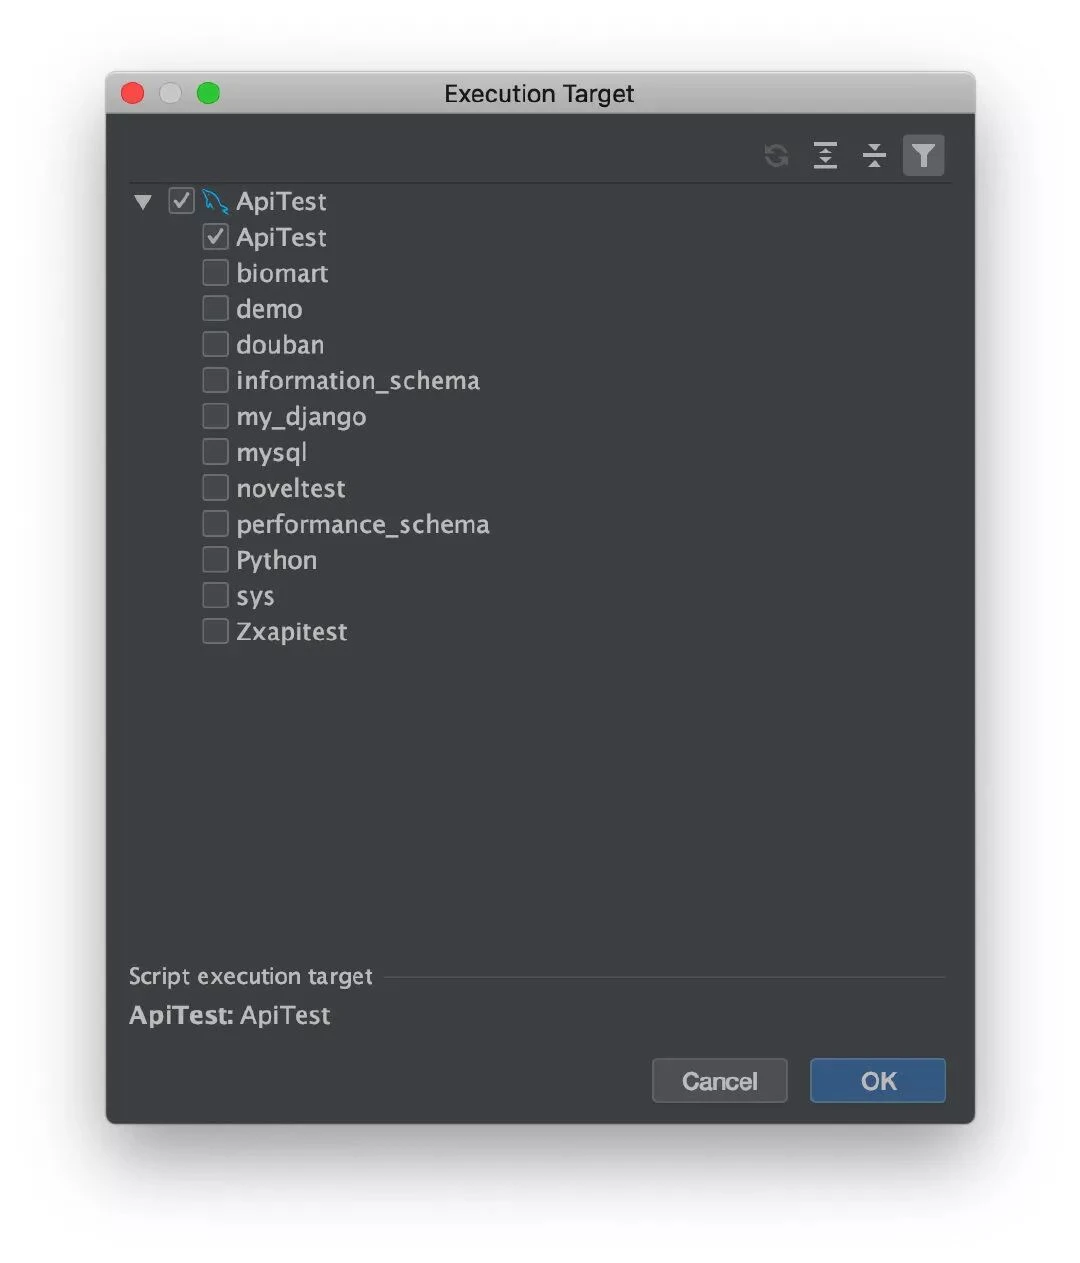 Execution Target
ApiTest
ApiTest
biomart
demo
douban
information_schema
my_django
mysql
noveltest
performance_schema
Python
sys
Zxapitest
Script execution target
ApiTest: ApiTest
Cancel OK